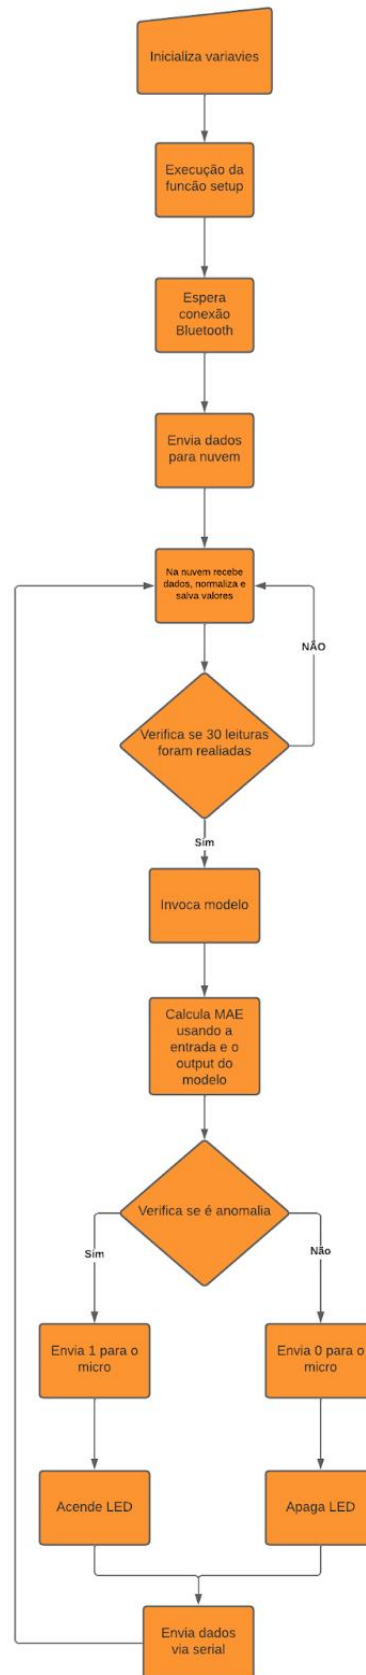 Inicializa variavies
Execução da
funcão setup
Espera
conexão
Bluetooth
Envia dados
para nuvem
Na nuvem recebe
dados, normaliza e
salva valores
NÃO
Verifica se 30 leituras
foram realiadas
Sim
Invoca modelo
Calcula MAE
usando a
entrada e o
output do
modelo
Verifica se é anomalia
Sim
Não
Envia 1 para o
micro
Envia 0 para o
micro
Acende LED
Apaga LED
Envia dados
via serial